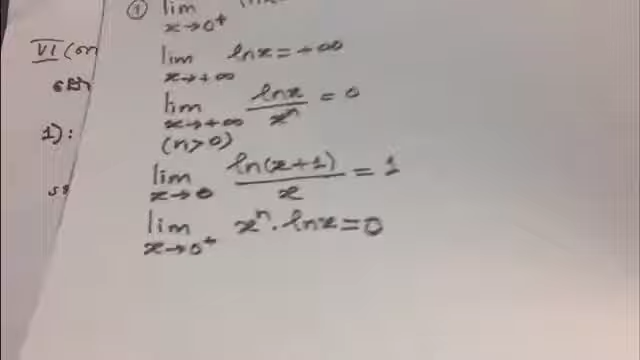 ① lim
x→0⁺
lim ln x = +∞
x→+∞
lim ln x / xⁿ = 0
x→+∞
(n>0)
lim ln(x+1) / x = 1
x→0
lim xⁿ · ln x = 0
x→0⁺
VI
1):